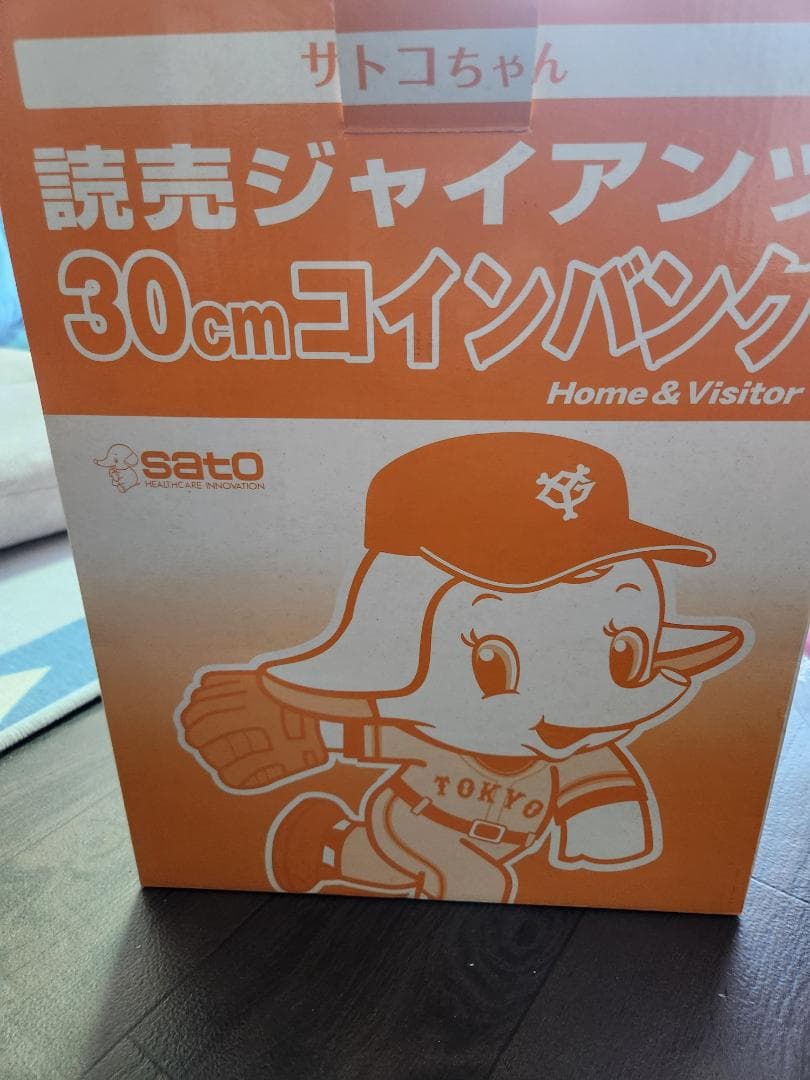 サトコちゃん
読売ジャイアンツ
30cmコインバンク
Home & Visitor
sato
HEALTHCARE INNOVATION
YG
TOKYO